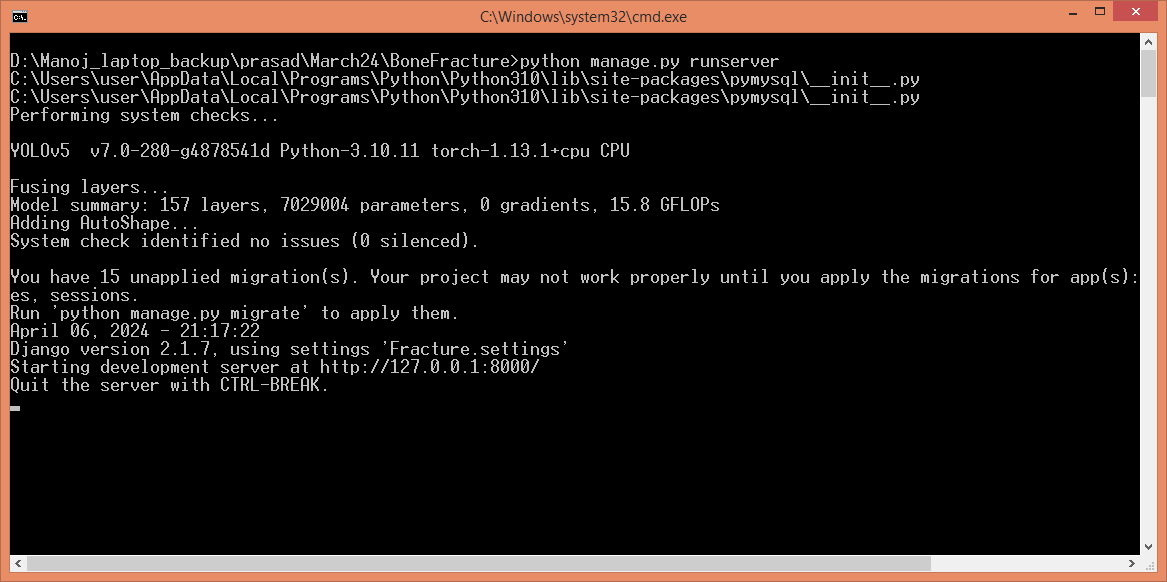 C:\Windows\system32\cmd.exe
D:\Manoj_laptop_backup\prasad\March24\BoneFracture>python manage.py runserver
C:\Users\user\AppData\Local\Programs\Python\Python310\lib\site-packages\pymysql\__init__.py
C:\Users\user\AppData\Local\Programs\Python\Python310\lib\site-packages\pymysql\__init__.py
Performing system checks...
YOLOv5  v7.0-280-g4878541d Python-3.10.11 torch-1.13.1+cpu CPU
Fusing layers...
Model summary: 157 layers, 7029004 parameters, 0 gradients, 15.8 GFLOPs
Adding AutoShape...
System check identified no issues (0 silenced).
You have 15 unapplied migration(s). Your project may not work properly until you apply the migrations for app(s):
es, sessions.
Run 'python manage.py migrate' to apply them.
April 06, 2024 - 21:17:22
Django version 2.1.7, using settings 'Fracture.settings'
Starting development server at http://127.0.0.1:8000/
Quit the server with CTRL-BREAK.